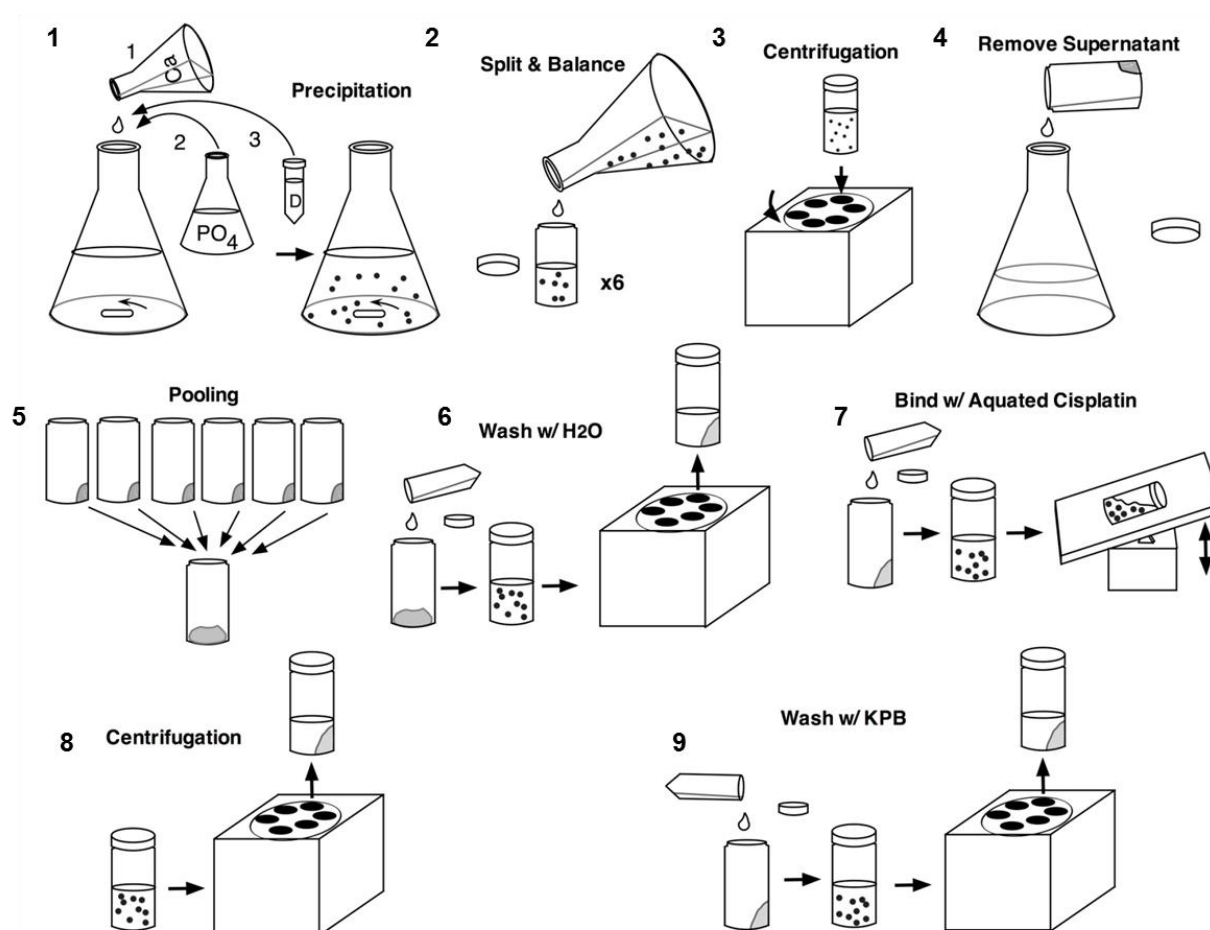 1
1
Ca
Precipitation
2
3
PO4
D
2
Split & Balance
x6
3
Centrifugation
4
Remove Supernatant
5
Pooling
6
Wash w/ H2O
7
Bind w/ Aquated Cisplatin
8
Centrifugation
9
Wash w/ KPB